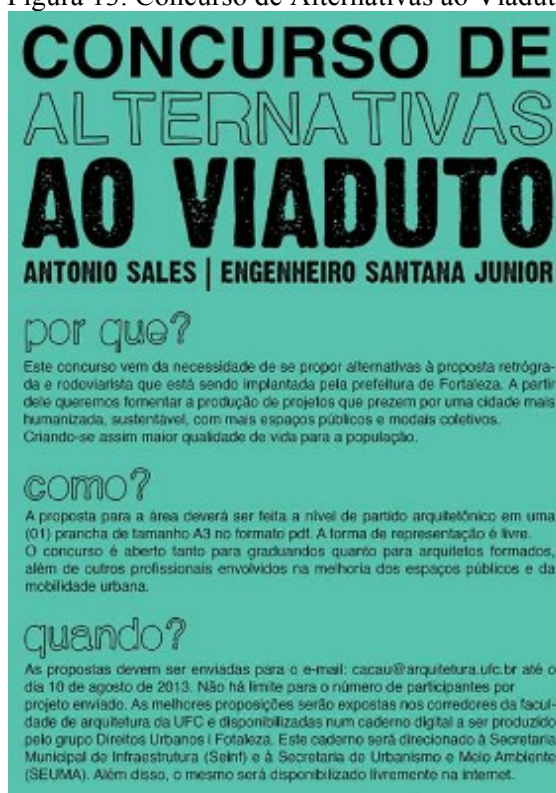 Figura 13: Concurso de Alternativas ao Viadut
CONCURSO DE
ALTERNATIVAS
AO VIADUTO
ANTONIO SALES | ENGENHEIRO SANTANA JUNIOR
por que?
Este concurso vem da necessidade de se propor alternativas à proposta retrógra-
da e rodoviarista que está sendo implantada pela prefeitura de Fortaleza. A partir
dele queremos fomentar a produção de projetos que prezem por uma cidade mais
humanizada, sustentável, com mais espaços públicos e modais coletivos.
Criando-se assim maior qualidade de vida para a população.
como?
A proposta para a área deverá ser feita a nível de partido arquitetônico em uma
(01) prancha de tamanho A3 no formato pdf. A forma de representação é livre.
O concurso é aberto tanto para graduandos quanto para arquitetos formados,
além de outros profissionais envolvidos na melhoria dos espaços públicos e da
mobilidade urbana.
quando?
As propostas devem ser enviadas para o e-mail: cacau@arquitetura.ufc.br até o
dia 10 de agosto de 2013. Não há limite para o número de participantes por
projeto enviado. As melhores proposições serão expostas nos corredores da facul-
dade de arquitetura da UFC e disponibilizadas num caderno digital a ser produzido
pelo grupo Direitos Urbanos I Fotaleza. Este caderno será direcionado à Secretaria
Municipal de Infraestrutura (Seinf) e à Secretaria de Urbanismo e Meio Ambiente
(SEUMA). Além disso, o mesmo será disponibilizado livremente na internet.